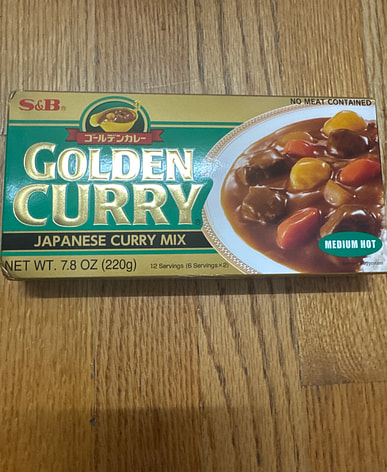 S&B®
NO MEAT CONTAINED
ゴールデンカレー
GOLDEN
CURRY
JAPANESE CURRY MIX
MEDIUM HOT
NET WT. 7.8 OZ (220g)
12 Servings (6 Servings×2)